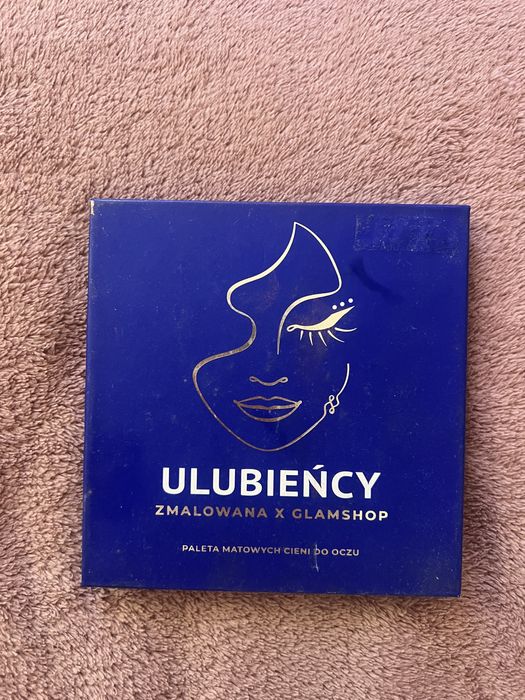 ULUBIEŃCY
ZMALOWANA X GLAMSHOP
PALETA MATOWYCH CIENI DO OCZU